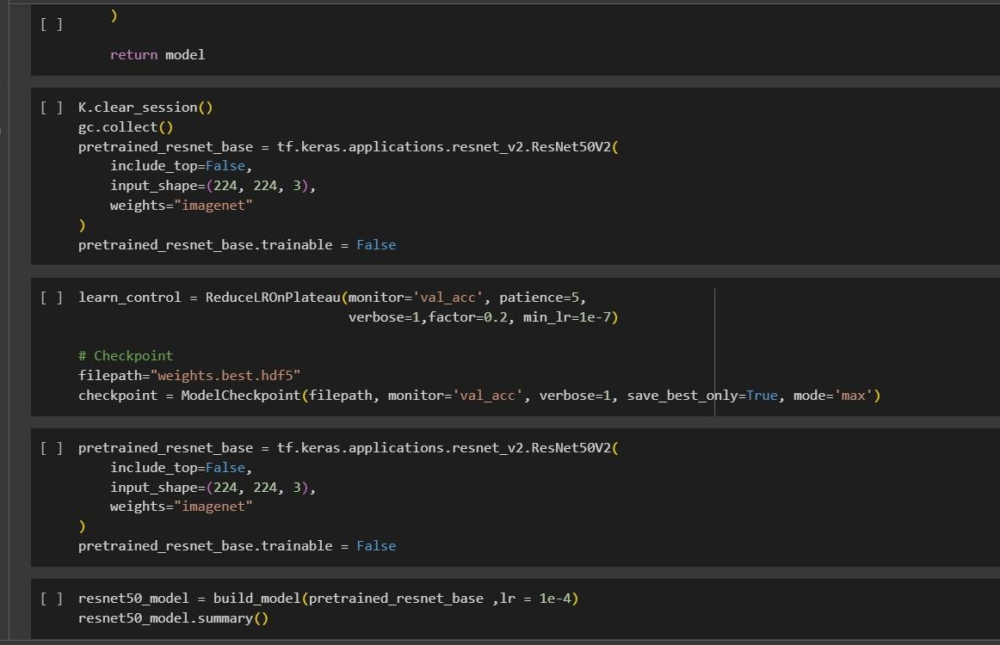 [ ]         )
            return model
[ ] K.clear_session()
gc.collect()
pretrained_resnet_base = tf.keras.applications.resnet_v2.ResNet50V2(
    include_top=False,
    input_shape=(224, 224, 3),
    weights="imagenet"
)
pretrained_resnet_base.trainable = False
[ ] learn_control = ReduceLROnPlateau(monitor='val_acc', patience=5,
                                  verbose=1,factor=0.2, min_lr=1e-7)
# Checkpoint
filepath="weights.best.hdf5"
checkpoint = ModelCheckpoint(filepath, monitor='val_acc', verbose=1, save_best_only=True, mode='max')
[ ] pretrained_resnet_base = tf.keras.applications.resnet_v2.ResNet50V2(
    include_top=False,
    input_shape=(224, 224, 3),
    weights="imagenet"
)
pretrained_resnet_base.trainable = False
[ ] resnet50_model = build_model(pretrained_resnet_base ,lr = 1e-4)
resnet50_model.summary()